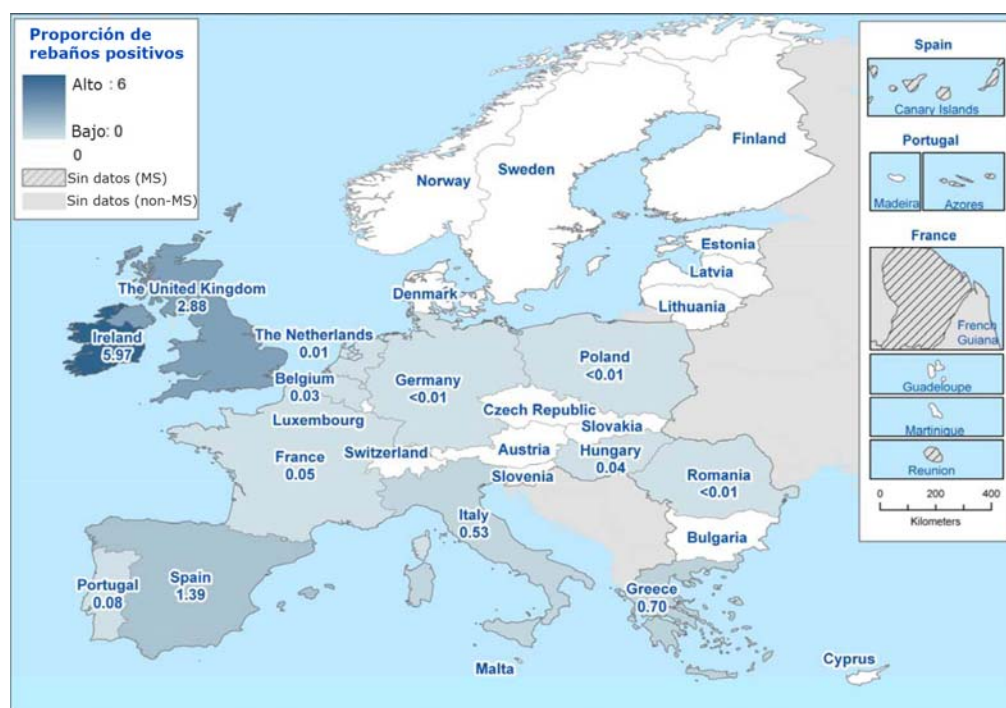 Proporción de
rebaños positivos
Alto : 6
Bajo: 0
0
Sin datos (MS)
Sin datos (non-MS)
Norway
Sweden
Finland
Estonia
Latvia
Lithuania
Denmark
The United Kingdom
2.88
Ireland
5.97
The Netherlands
0.01
Belgium
0.03
Germany
<0.01
Poland
<0.01
Luxembourg
Czech Republic
Slovakia
France
0.05
Switzerland
Austria
Hungary
0.04
Slovenia
Romania
<0.01
Italy
0.53
Bulgaria
Portugal
0.08
Spain
1.39
Greece
0.70
Malta
Cyprus
Spain
Canary Islands
Portugal
Madeira
Azores
France
French
Guiana
Guadeloupe
Martinique
Reunion
0 200 400
Kilometers